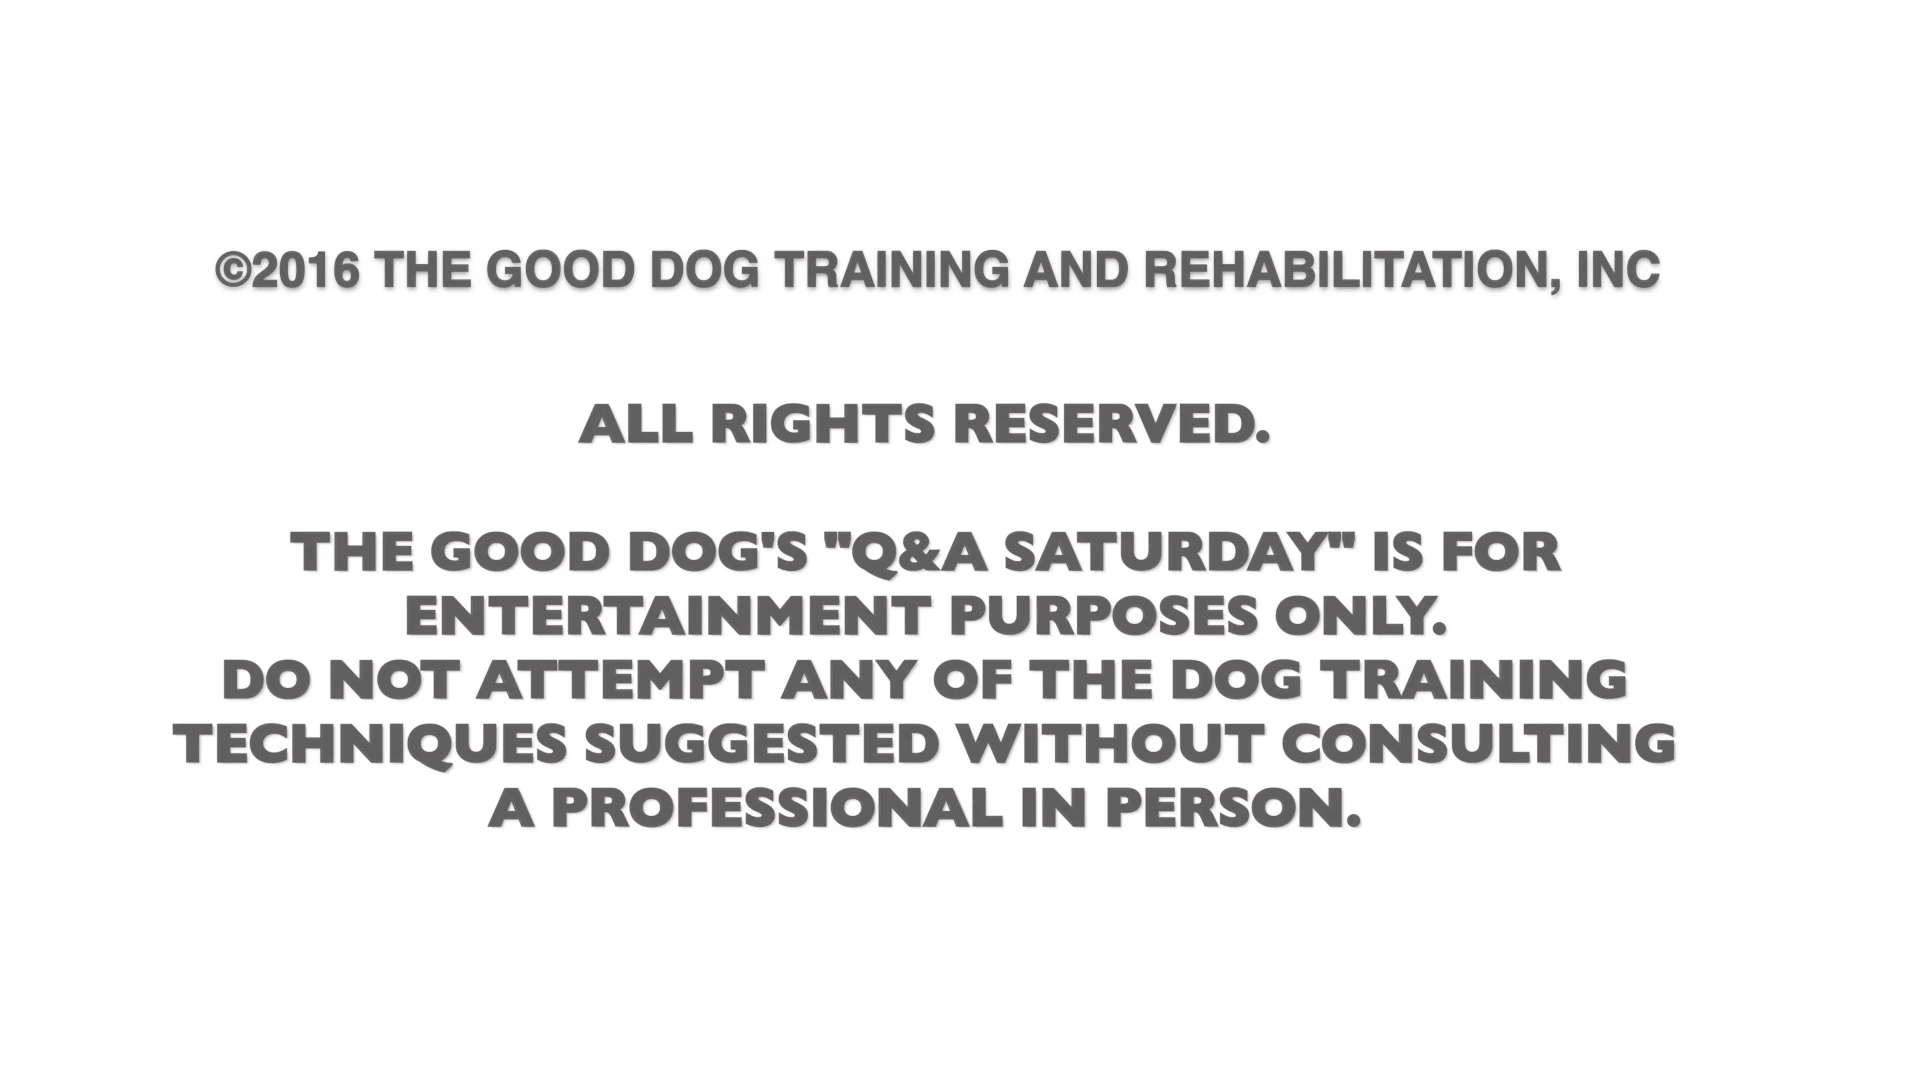 ©2016 THE GOOD DOG TRAINING AND REHABILITATION, INC
ALL RIGHTS RESERVED.
THE GOOD DOG'S "Q&A SATURDAY" IS FOR
ENTERTAINMENT PURPOSES ONLY.
DO NOT ATTEMPT ANY OF THE DOG TRAINING
TECHNIQUES SUGGESTED WITHOUT CONSULTING
A PROFESSIONAL IN PERSON.